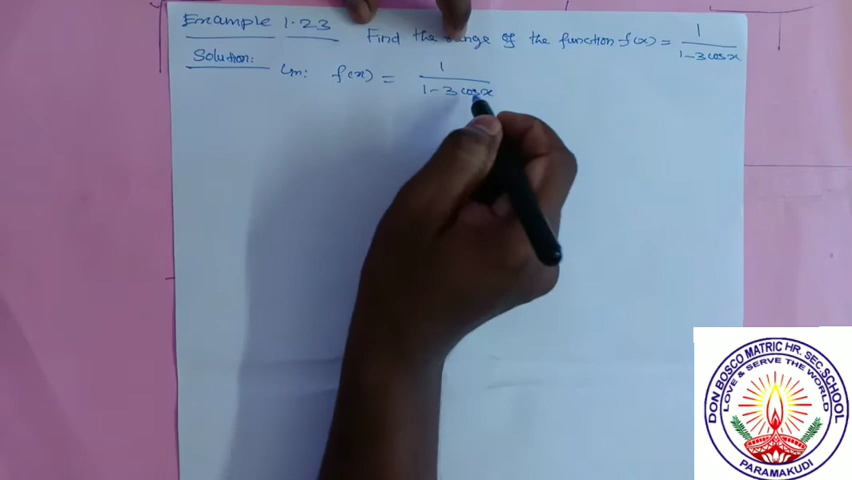 Example 1.23 Find the range of the function f(x) = 1/(1-3cosx)
Solution:
Gn: f(x) = 1/(1-3cosx)
DON BOSCO MATRIC HR. SEC. SCHOOL
LOVE & SERVE THE WORLD
PARAMAKUDI